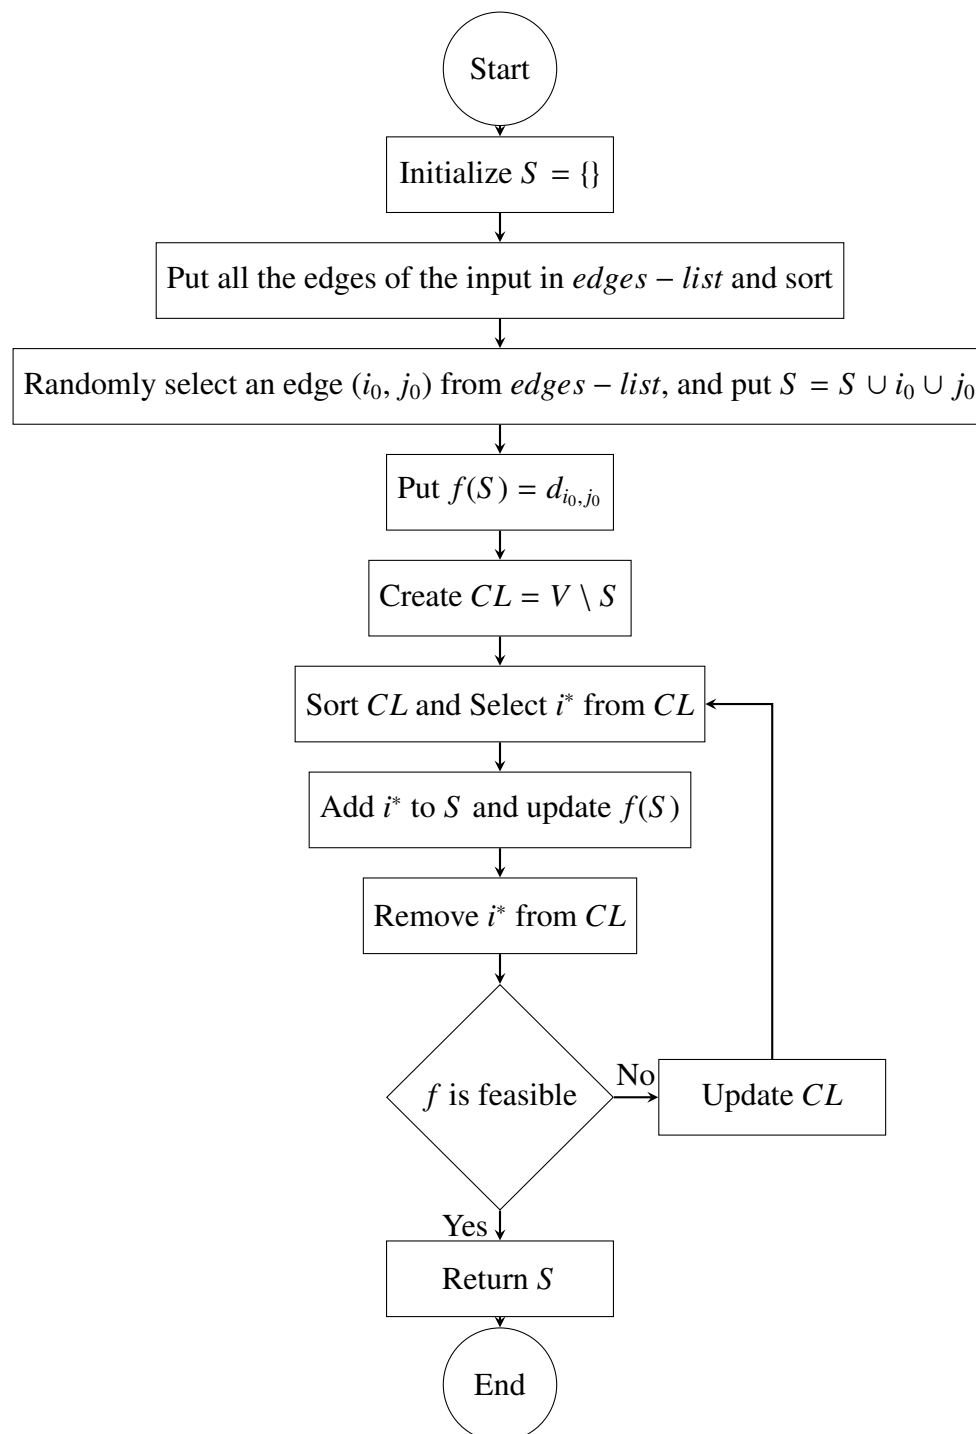 Start
Initialize S = {}
Put all the edges of the input in edges − list and sort
Randomly select an edge (i₀, j₀) from edges − list, and put S = S ∪ i₀ ∪ j₀
Put f(S) = d_{i₀,j₀}
Create CL = V \ S
Sort CL and Select i* from CL
Add i* to S and update f(S)
Remove i* from CL
f is feasible
No
Update CL
Yes
Return S
End